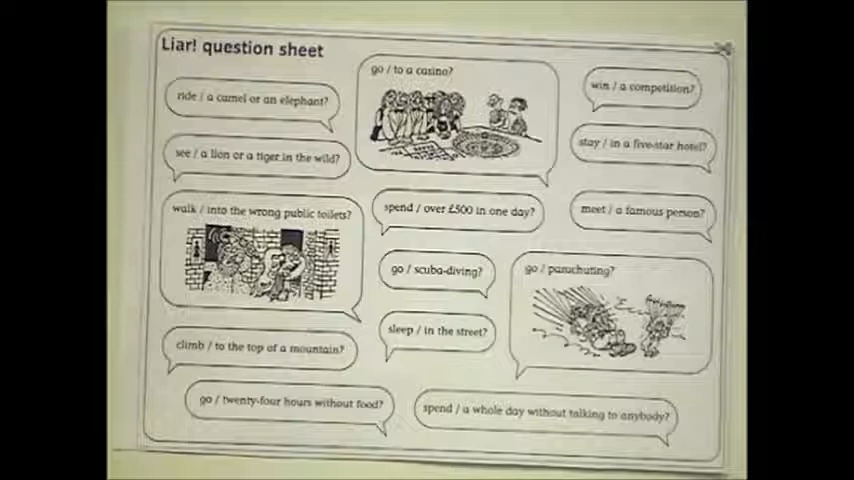 Liar! question sheet
go / to a casino?
ride / a camel or an elephant?
win / a competition?
see / a lion or a tiger in the wild?
stay / in a five-star hotel?
walk / into the wrong public toilets?
spend / over £500 in one day?
meet / a famous person?
go / scuba-diving?
go / parachuting?
climb / to the top of a mountain?
sleep / in the street?
go / twenty-four hours without food?
spend / a whole day without talking to anybody?